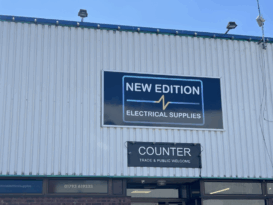 NEW EDITION
ELECTRICAL SUPPLIES
COUNTER
TRADE & PUBLIC WELCOME